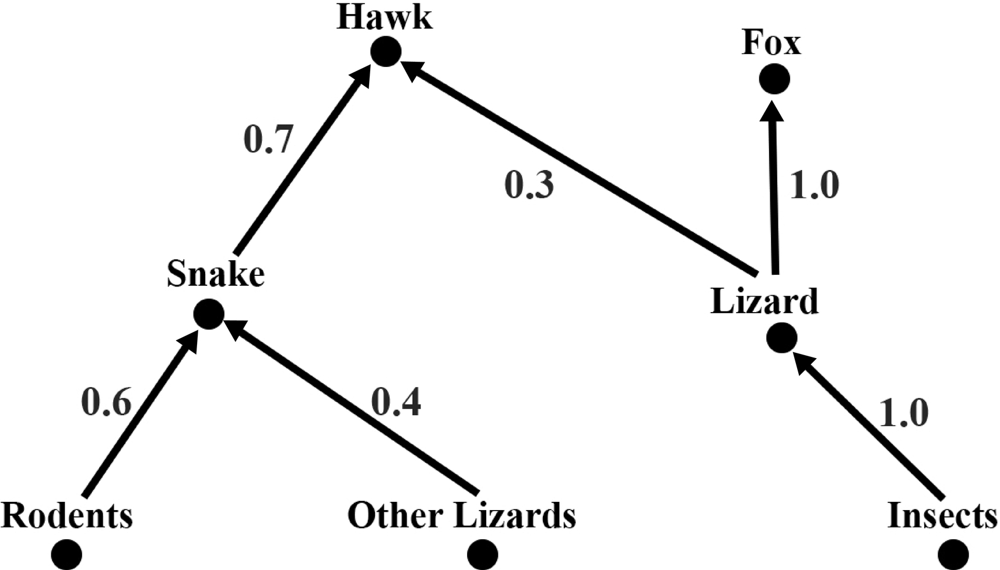 Hawk
Fox
0.7
0.3
1.0
Snake
Lizard
0.6
0.4
1.0
Rodents
Other Lizards
Insects